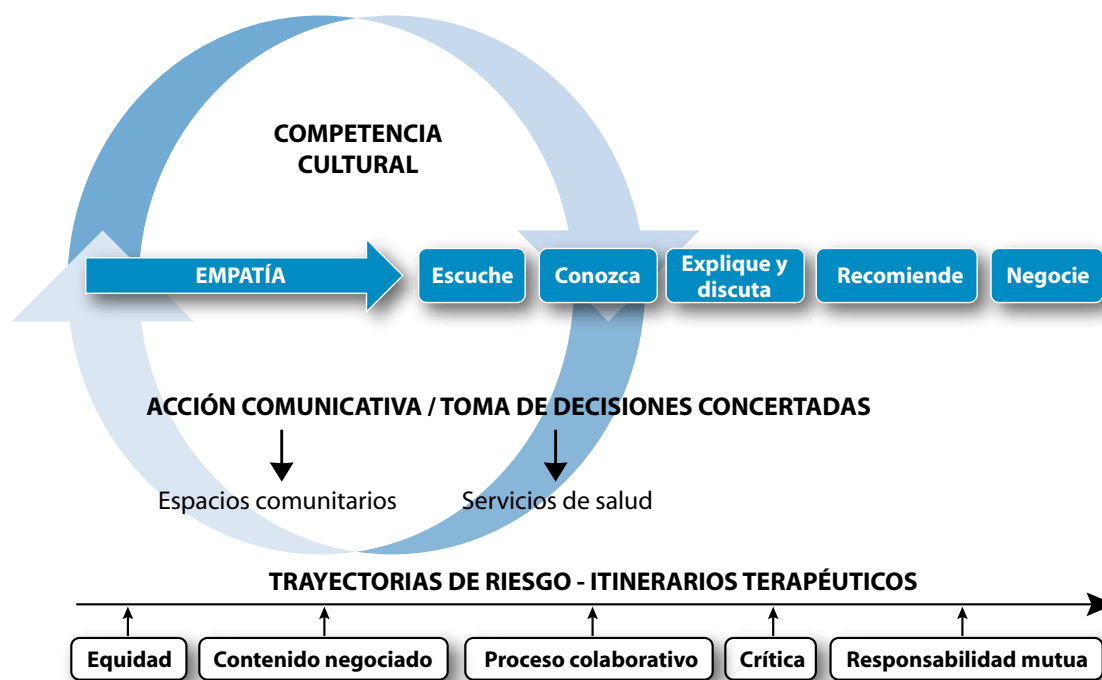 COMPETENCIA
CULTURAL
EMPATÍA
Escuche
Conozca
Explique y
discuta
Recomiende
Negocie
ACCIÓN COMUNICATIVA / TOMA DE DECISIONES CONCERTADAS
Espacios comunitarios
Servicios de salud
TRAYECTORIAS DE RIESGO - ITINERARIOS TERAPÉUTICOS
Equidad
Contenido negociado
Proceso colaborativo
Crítica
Responsabilidad mutua